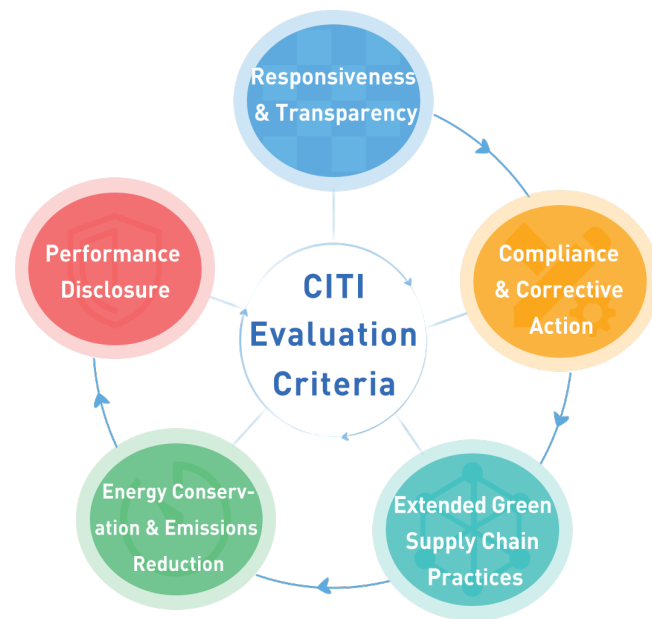 Responsiveness
& Transparency
Compliance
& Corrective
Action
Extended Green
Supply Chain
Practices
Energy Conserv-
ation & Emissions
Reduction
Performance
Disclosure
CITI
Evaluation
Criteria